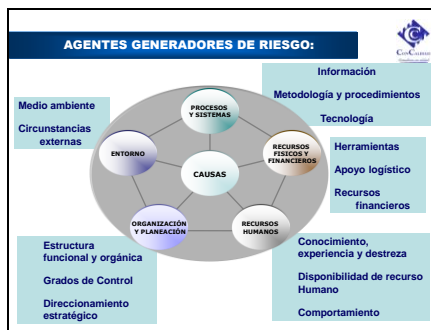 AGENTES GENERADORES DE RIESGO:
Información
Metodología y procedimientos
Tecnología
Medio ambiente
Circunstancias
externas
PROCESOS
Y SISTEMAS
ENTORNO
RECURSOS
FISICOS Y
FINANCIEROS
CAUSAS
Herramientas
Apoyo logístico
Recursos
financieros
ORGANIZACIÓN
Y PLANEACIÓN
RECURSOS
HUMANOS
Estructura
funcional y orgánica
Grados de Control
Direccionamiento
estratégico
Conocimiento,
experiencia y destreza
Disponibilidad de recurso
Humano
Comportamiento